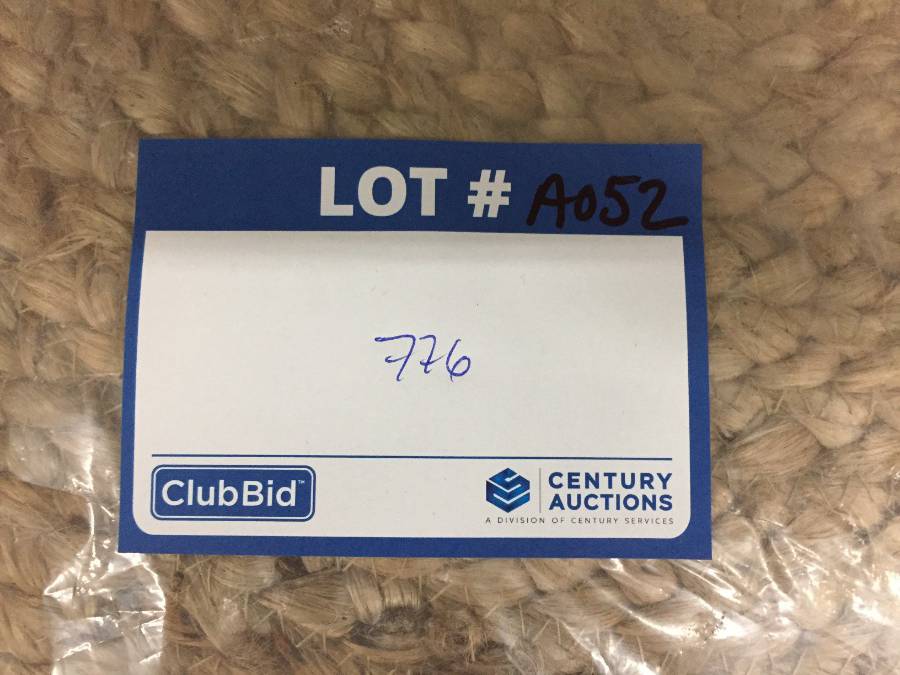 LOT # A052
776
ClubBid™
CENTURY
AUCTIONS
A DIVISION OF CENTURY SERVICES